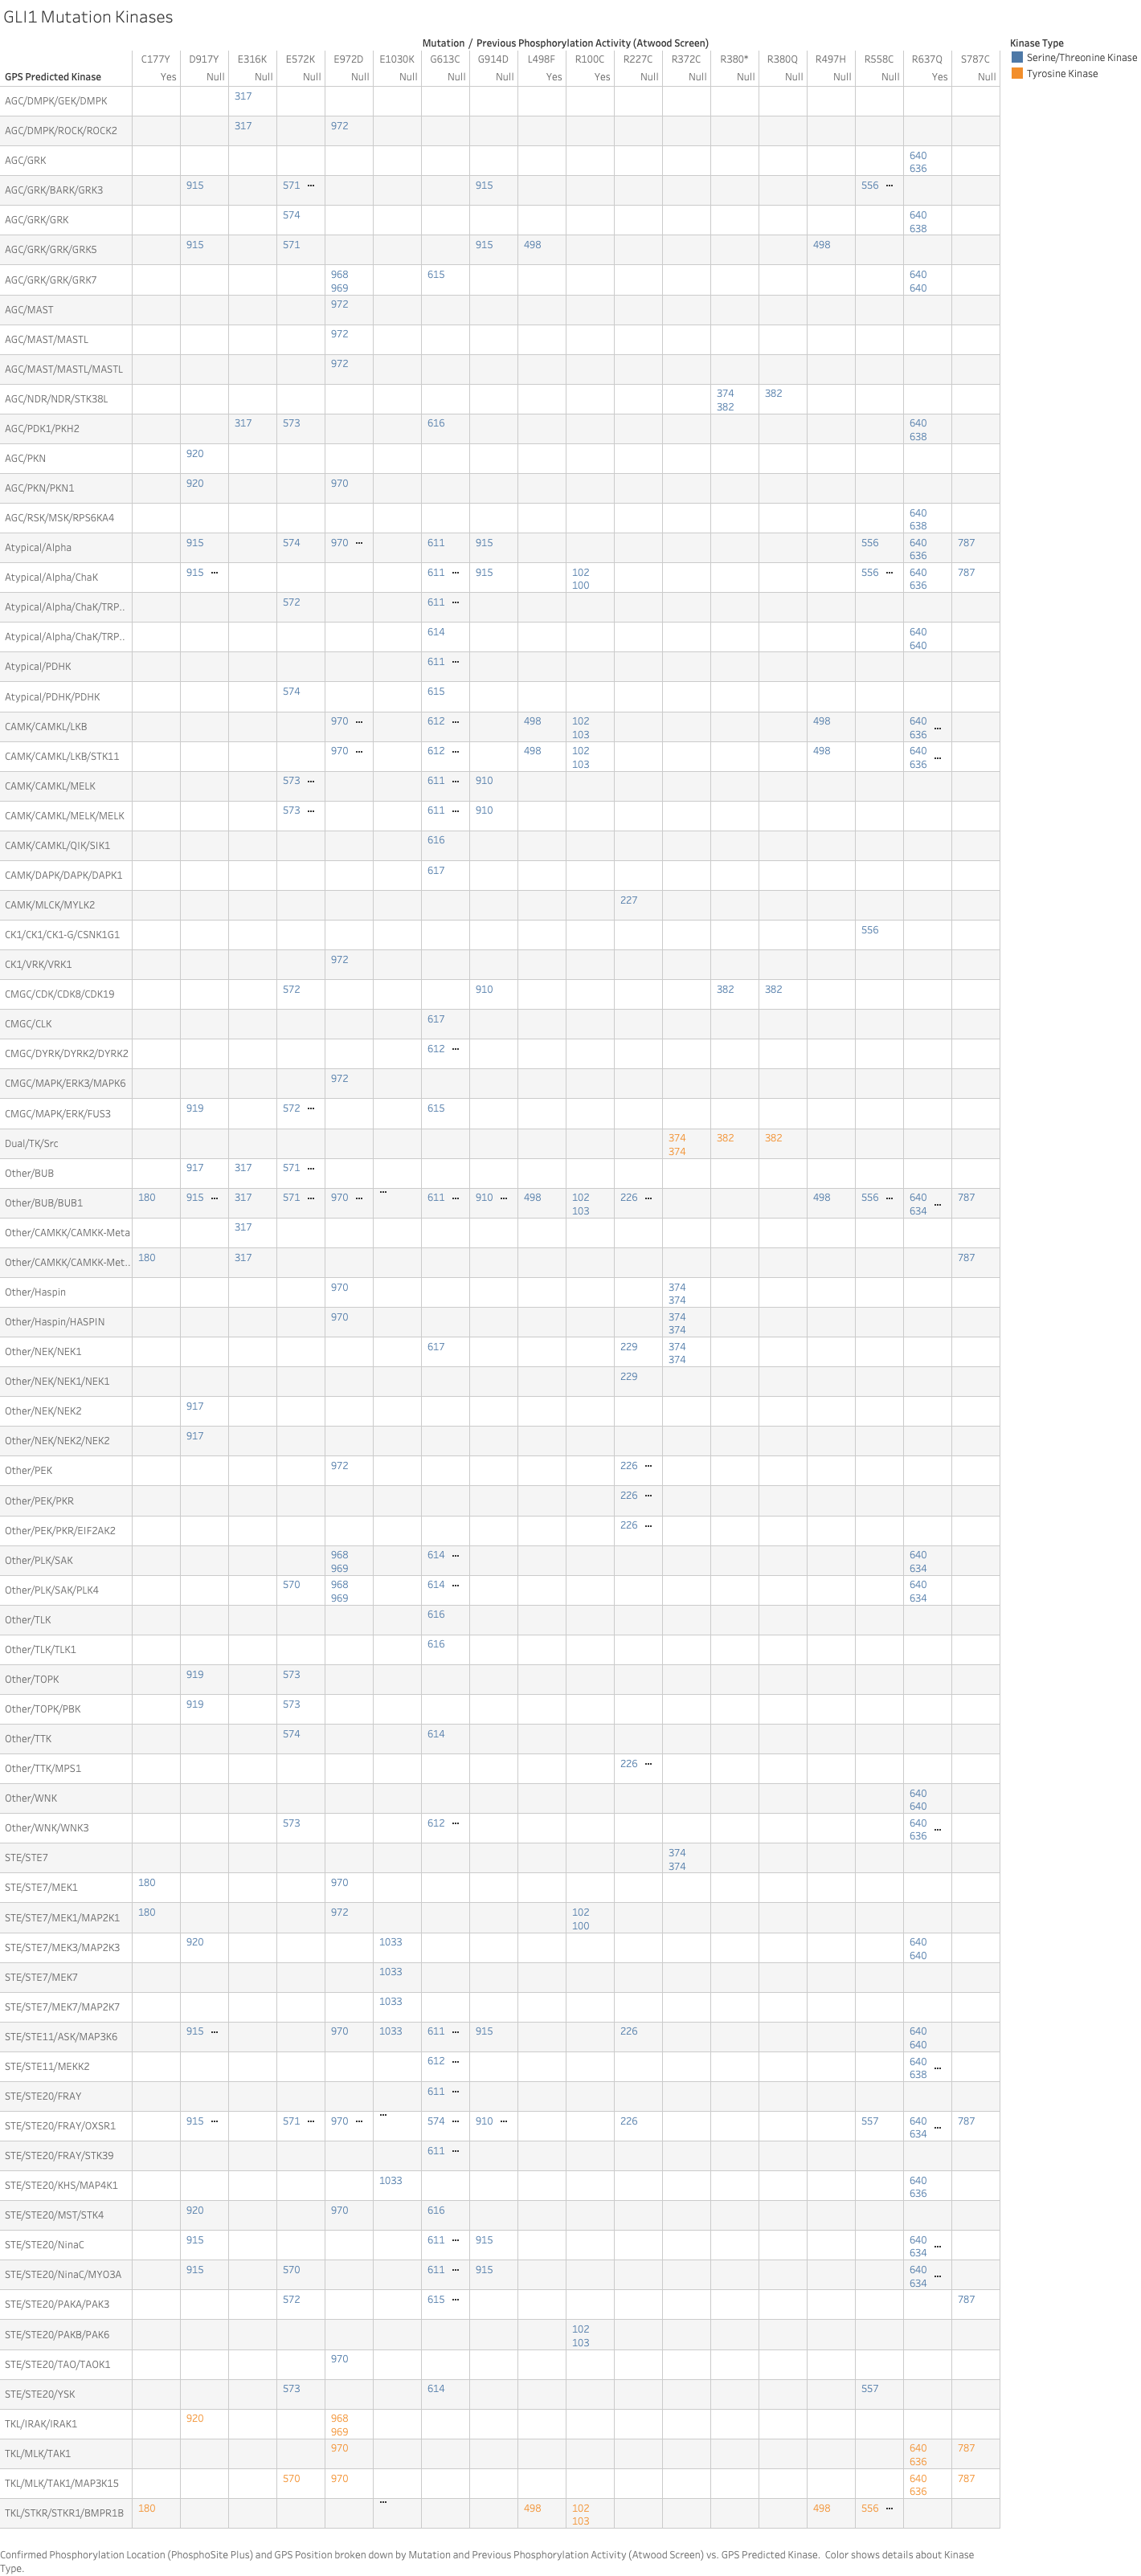 GLI1 Mutation Kinases
Mutation / Previous Phosphorylation Activity (Atwood Screen)
Kinase Type
C177Y D917Y E316K E572K E972D E1030K G613C G914D L498F R100C R227C R372C R380* R380Q R497H R558C R637Q S787C
Serine/Threonine Kinase
GPS Predicted Kinase Yes Null Null Null Null Null Null Null Yes Yes Null Null Null Null Null Null Yes Null
Tyrosine Kinase
AGC/DMPK/GEK/DMPK 317
AGC/DMPK/ROCK/ROCK2 317 972
AGC/GRK 640
636
AGC/GRK/BARK/GRK3 915 571 ... 915 556 ...
AGC/GRK/GRK 574 640
638
AGC/GRK/GRK/GRK5 915 571 915 498 498
AGC/GRK/GRK/GRK7 968 615 640
969 640
AGC/MAST 972
AGC/MAST/MASTL 972
AGC/MAST/MASTL/MASTL 972
AGC/NDR/NDR/STK38L 374 382
382
AGC/PDK1/PKH2 317 573 616 640
638
AGC/PKN 920
AGC/PKN/PKN1 920 970
AGC/RSK/MSK/RPS6KA4 640
638
Atypical/Alpha 915 574 970 ... 611 915 556 640 787
636
Atypical/Alpha/ChaK 915 ... 611 ... 915 102 556 ... 640 787
100 636
Atypical/Alpha/ChaK/TRP.. 572 611 ...
Atypical/Alpha/ChaK/TRP.. 614 640
640
Atypical/PDHK 611 ...
Atypical/PDHK/PDHK 574 615
CAMK/CAMKL/LKB 970 ... 612 ... 498 102 498 640 ...
103 636
CAMK/CAMKL/LKB/STK11 970 ... 612 ... 498 102 498 640 ...
103 636
CAMK/CAMKL/MELK 573 ... 611 ... 910
CAMK/CAMKL/MELK/MELK 573 ... 611 ... 910
CAMK/CAMKL/QIK/SIK1 616
CAMK/DAPK/DAPK/DAPK1 617
CAMK/MLCK/MYLK2 227
CK1/CK1/CK1-G/CSNK1G1 556
CK1/VRK/VRK1 972
CMGC/CDK/CDK8/CDK19 572 910 382 382
CMGC/CLK 617
CMGC/DYRK/DYRK2/DYRK2 612 ...
CMGC/MAPK/ERK3/MAPK6 972
CMGC/MAPK/ERK/FUS3 919 572 ... 615
Dual/TK/Src 374 382 382
374
Other/BUB 917 317 571 ...
Other/BUB/BUB1 180 915 ... 317 571 ... 970 ... ... 611 ... 910 ... 498 102 226 ... 498 556 ... 640 ... 787
103 634
Other/CAMKK/CAMKK-Meta 317
Other/CAMKK/CAMKK-Met.. 180 317 787
Other/Haspin 970 374
374
Other/Haspin/HASPIN 970 374
374
Other/NEK/NEK1 617 229 374
374
Other/NEK/NEK1/NEK1 229
Other/NEK/NEK2 917
Other/NEK/NEK2/NEK2 917
Other/PEK 972 226 ...
Other/PEK/PKR 226 ...
Other/PEK/PKR/EIF2AK2 226 ...
Other/PLK/SAK 968 614 ... 640
969 634
Other/PLK/SAK/PLK4 570 968 614 ... 640
969 634
Other/TLK 616
Other/TLK/TLK1 616
Other/TOPK 919 573
Other/TOPK/PBK 919 573
Other/TTK 574 614
Other/TTK/MPS1 226 ...
Other/WNK 640
640
Other/WNK/WNK3 573 612 ... 640 ...
636
STE/STE7 374
374
STE/STE7/MEK1 180 970
STE/STE7/MEK1/MAP2K1 180 972 102
100
STE/STE7/MEK3/MAP2K3 920 1033 640
640
STE/STE7/MEK7 1033
STE/STE7/MEK7/MAP2K7 1033
STE/STE11/ASK/MAP3K6 915 ... 970 1033 611 ... 915 226 640
640
STE/STE11/MEKK2 612 ... 640 ...
638
STE/STE20/FRAY 611 ...
STE/STE20/FRAY/OXSR1 915 ... 571 ... 970 ... ... 574 ... 910 ... 226 557 640 ... 787
634
STE/STE20/FRAY/STK39 611 ...
STE/STE20/KHS/MAP4K1 1033 640
636
STE/STE20/MST/STK4 920 970 616
STE/STE20/NinaC 915 611 ... 915 640 ...
634
STE/STE20/NinaC/MYO3A 915 570 611 ... 915 640 ...
634
STE/STE20/PAKA/PAK3 572 615 ... 787
STE/STE20/PAKB/PAK6 102
103
STE/STE20/TAO/TAOK1 970
STE/STE20/YSK 573 614 557
TKL/IRAK/IRAK1 920 968
969
TKL/MLK/TAK1 970 640 787
636
TKL/MLK/TAK1/MAP3K15 570 970 640 787
636
TKL/STKR/STKR1/BMPR1B 180 ... 498 102 498 556 ...
103
Confirmed Phosphorylation Location (PhosphoSite Plus) and GPS Position broken down by Mutation and Previous Phosphorylation Activity (Atwood Screen) vs. GPS Predicted Kinase. Color shows details about Kinase
Type.